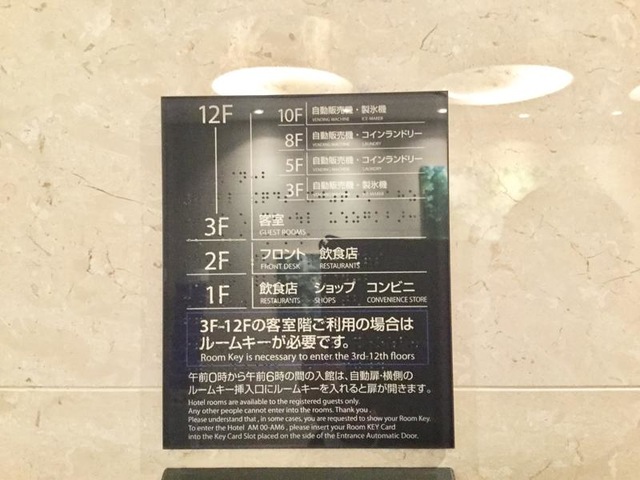 12F
10F 自動販売機・製氷機
VENDING MACHINE ICE-MAKER
8F 自動販売機・コインランドリー
VENDING MACHINE LAUNDRY
5F 自動販売機・コインランドリー
VENDING MACHINE LAUNDRY
3F 自動販売機・製氷機
3F 客室
GUEST ROOMS
2F フロント 飲食店
FRONT DESK RESTAURANTS
1F 飲食店 ショップ コンビニ
RESTAURANTS SHOPS CONVENIENCE STORE
3F-12Fの客室階ご利用の場合は
ルームキーが必要です。
Room Key is necessary to enter the 3rd-12th floors
午前0時から午前6時の間の入館は、自動扉・横側の
ルームキー挿入口にルームキーを入れると扉が開きます。
Hotel rooms are available to the registered guests only.
Any other people cannot enter into the rooms. Thank you .
Please understand that , in some cases, you are requested to show your Room Key.
To enter the Hotel AM 00-AM6 , please insert your Room KEY Card
into the Key Card Slot placed on the side of the Entrance Automatic Door.